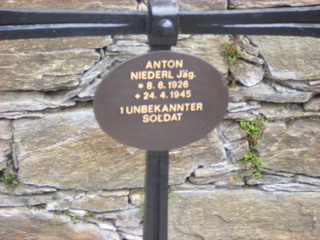 ANTON
NIEDERL Jäg.
* 8. 6. 1926
+ 24. 4. 1945
1 UNBEKANNTER
SOLDAT